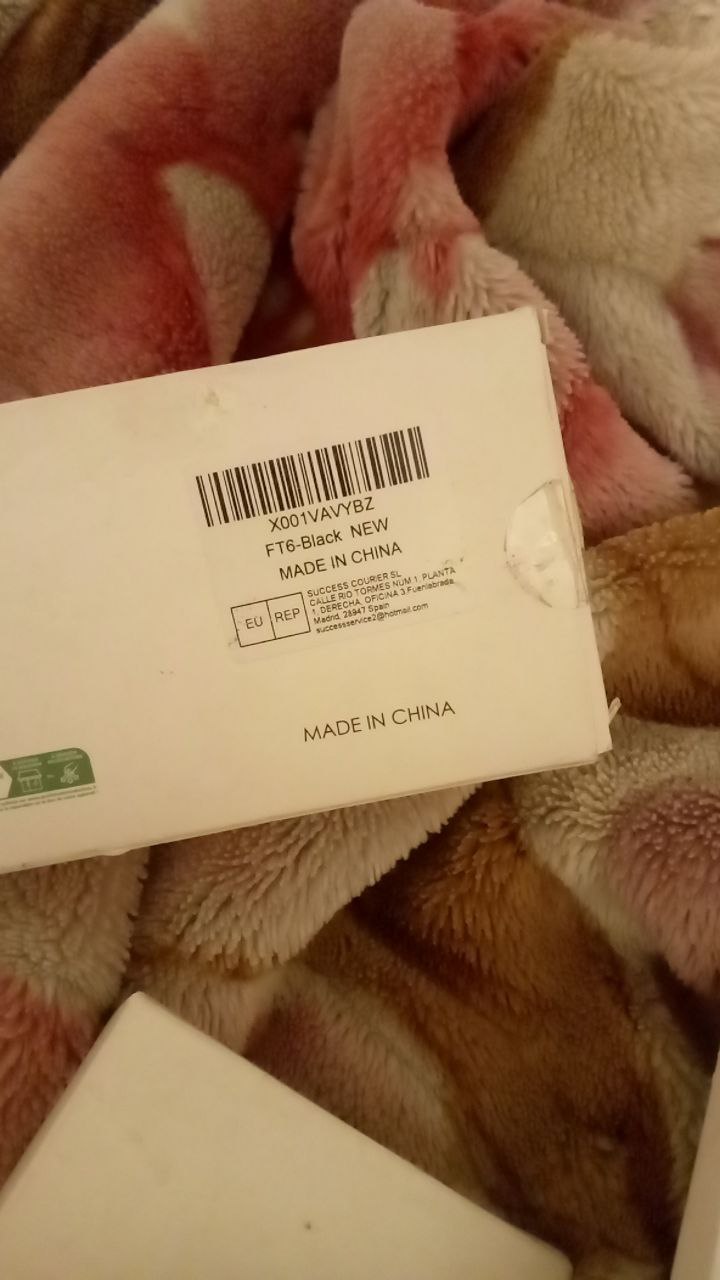 X001VAVYBZ
FT6-Black NEW
MADE IN CHINA
EU REP
SUCCESS COURIER SL
CALLE RIO TORMES NUM 1, PLANTA
1, DERECHA, OFICINA 3,Fuenlabrada,
Madrid, 28947 Spain
successservice2@hotmail.com
MADE IN CHINA